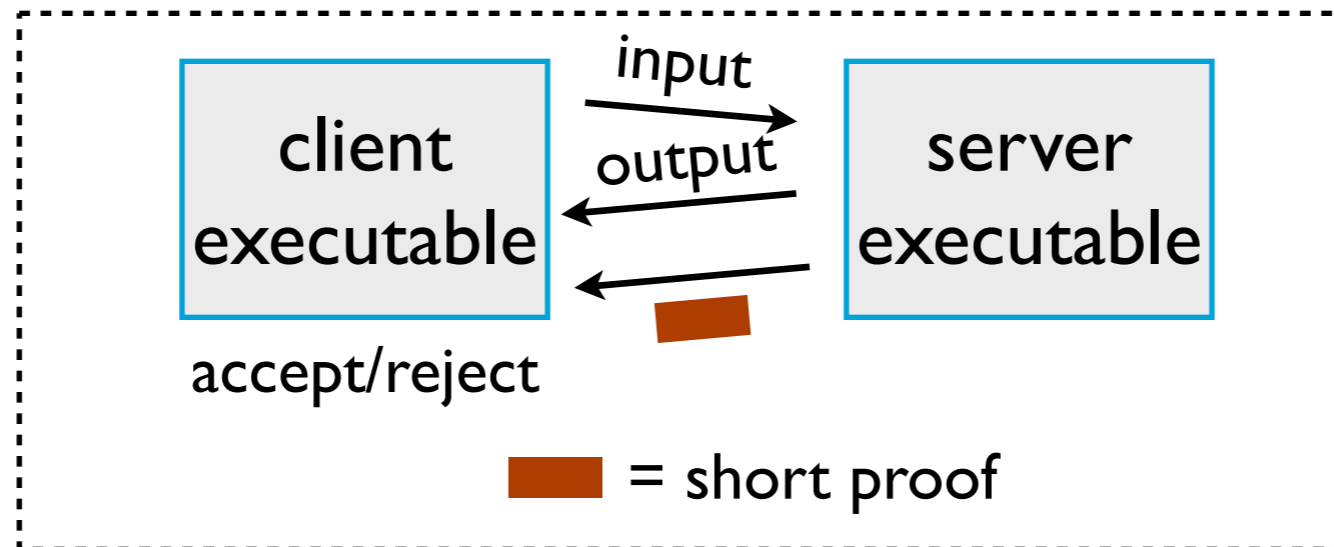 client
executable
input
output
server
executable
accept/reject
= short proof